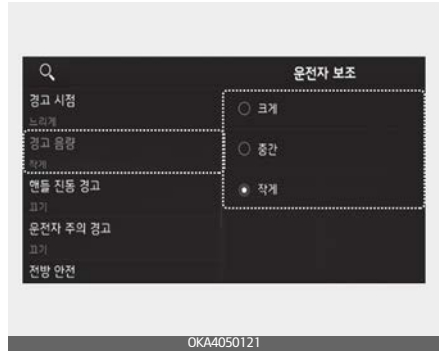 운전자 보조
경고 시점
느리게
경고 음량
작게
핸들 진동 경고
끄기
운전자 주의 경고
끄기
전방 안전
크게
중간
작게
OKA4050121